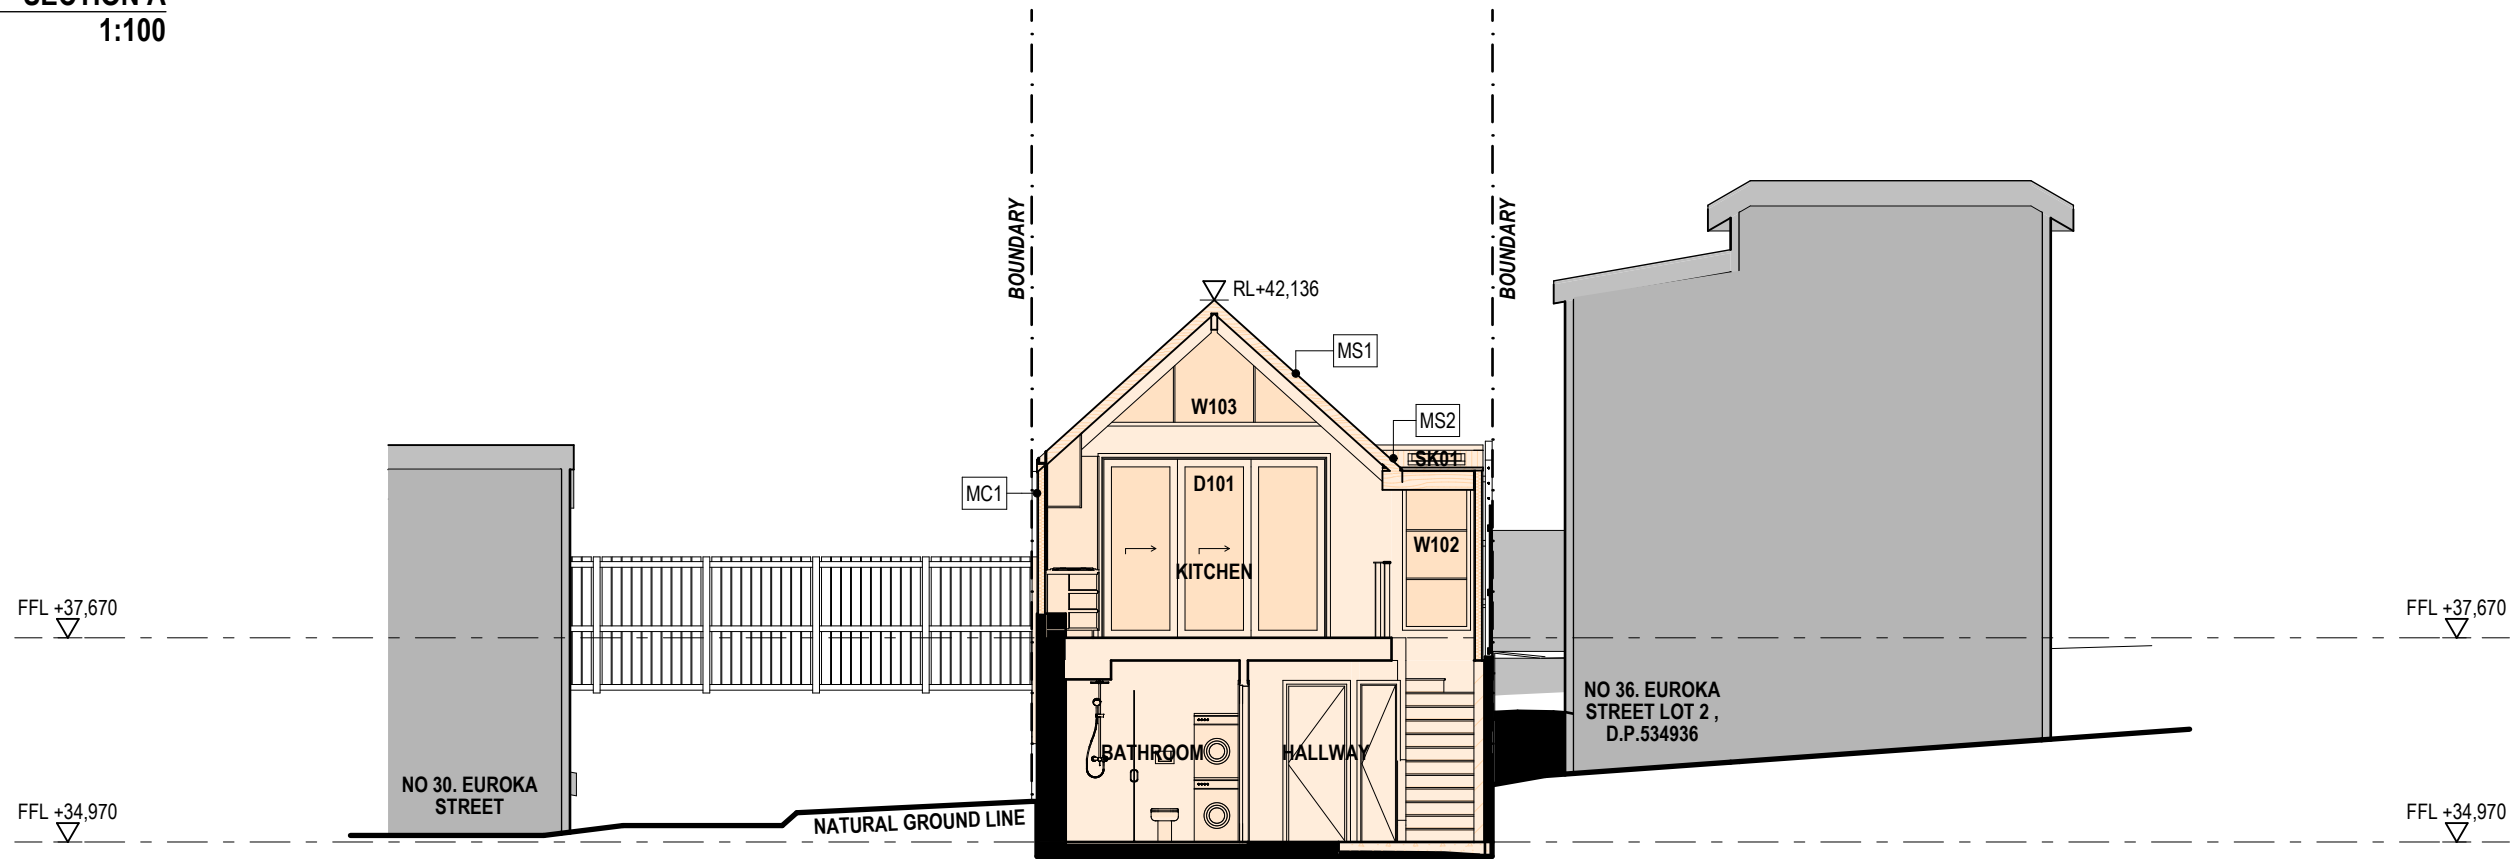 SECTION A
1:100
BOUNDARY
BOUNDARY
RL+42,136
MS1
W103
MS2
SK01
D101
MC1
W102
KITCHEN
FFL +37,670
FFL +37,670
NO 36. EUROKA
STREET LOT 2 ,
D.P.534936
BATHROOM
HALLWAY
NO 30. EUROKA
STREET
NATURAL GROUND LINE
FFL +34,970
FFL +34,970